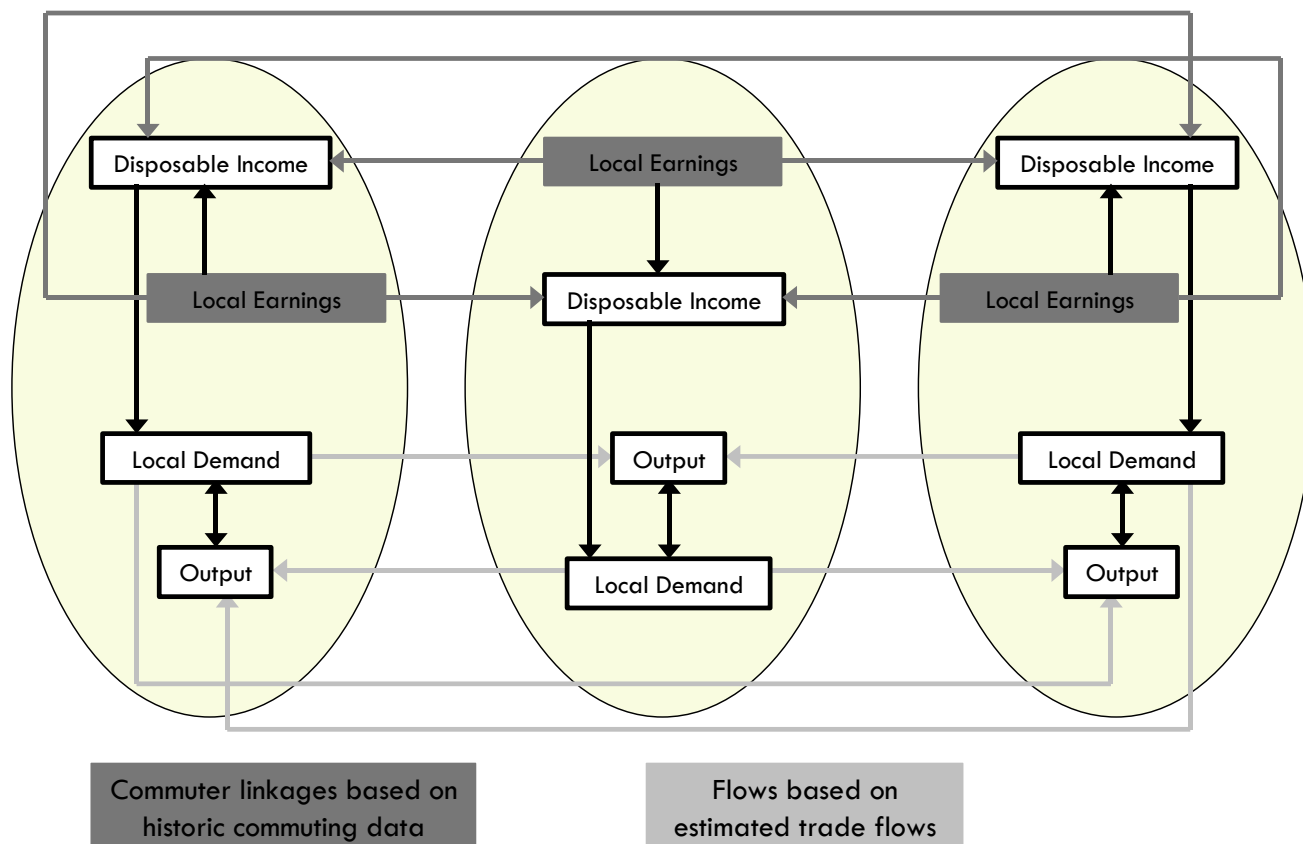 Disposable Income
Local Earnings
Disposable Income
Local Earnings
Disposable Income
Local Earnings
Local Demand
Output
Local Demand
Output
Local Demand
Output
Commuter linkages based on
historic commuting data
Flows based on
estimated trade flows